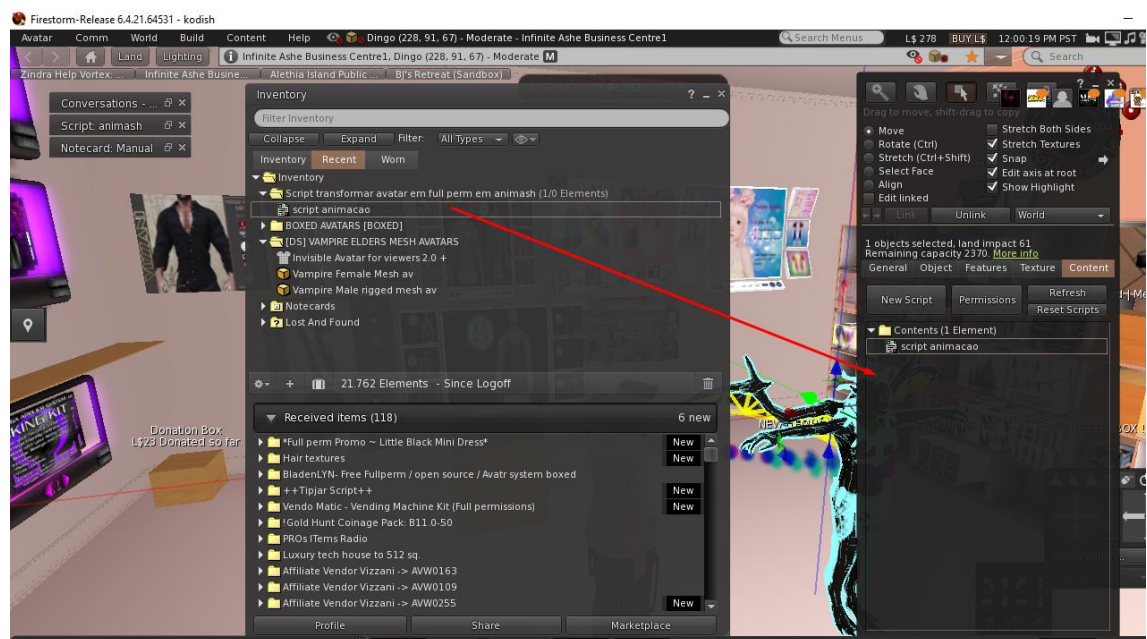 Firestorm-Release 6.4.21.64531 - kodish
Avatar Comm World Build Content Help Dingo (228, 91, 67) - Moderate - Infinite Ashe Business Centre1 Search Menus L$ 278 BUY L$ 12:00:19 PM PST
Land Lighting Infinite Ashe Business Centre1, Dingo (228, 91, 67) - Moderate M Search
Zindra Help Vortex: ... Infinite Ashe Busine... Alethia Island Public ... BJ's Retreat (Sandbox)
Conversations - ...
Script: animash
Notecard: Manual
Inventory ? _ ×
Filter Inventory
Collapse Expand Filter: All Types
Inventory Recent Worn
Inventory
Script transformar avatar em full perm em animash (1/0 Elements)
script animacao
BOXED AVATARS [BOXED]
[DS] VAMPIRE ELDERS MESH AVATARS
Invisible Avatar for viewers 2.0 +
Vampire Female Mesh av
Vampire Male rigged mesh av
Notecards
Lost And Found
21.762 Elements - Since Logoff
Received items (118) 6 new
*Full perm Promo ~ Little Black Mini Dress* New
Hair textures New
BladenLYN- Free Fullperm / open source / Avatr system boxed
++Tipjar Script++ New
Vendo Matic - Vending Machine Kit (Full permissions) New
!Gold Hunt Coinage Pack: B11.0-50
PROs ITems Radio
Luxury tech house to 512 sq.
Affiliate Vendor Vizzani -> AVW0163
Affiliate Vendor Vizzani -> AVW0109
Affiliate Vendor Vizzani -> AVW0255 New
Profile Share Marketplace
Donation Box
L$23 Donated so far
KING KIT
Drag to move, shift-drag to copy
Move Stretch Both Sides
Rotate (Ctrl) Stretch Textures
Stretch (Ctrl+Shift) Snap
Select Face Edit axis at root
Align Show Highlight
Edit linked
Link Unlink World
1 objects selected, land impact 61
Remaining capacity 2370. More info
General Object Features Texture Content
New Script Permissions Refresh
Reset Scripts
Contents (1 Element)
script animacao